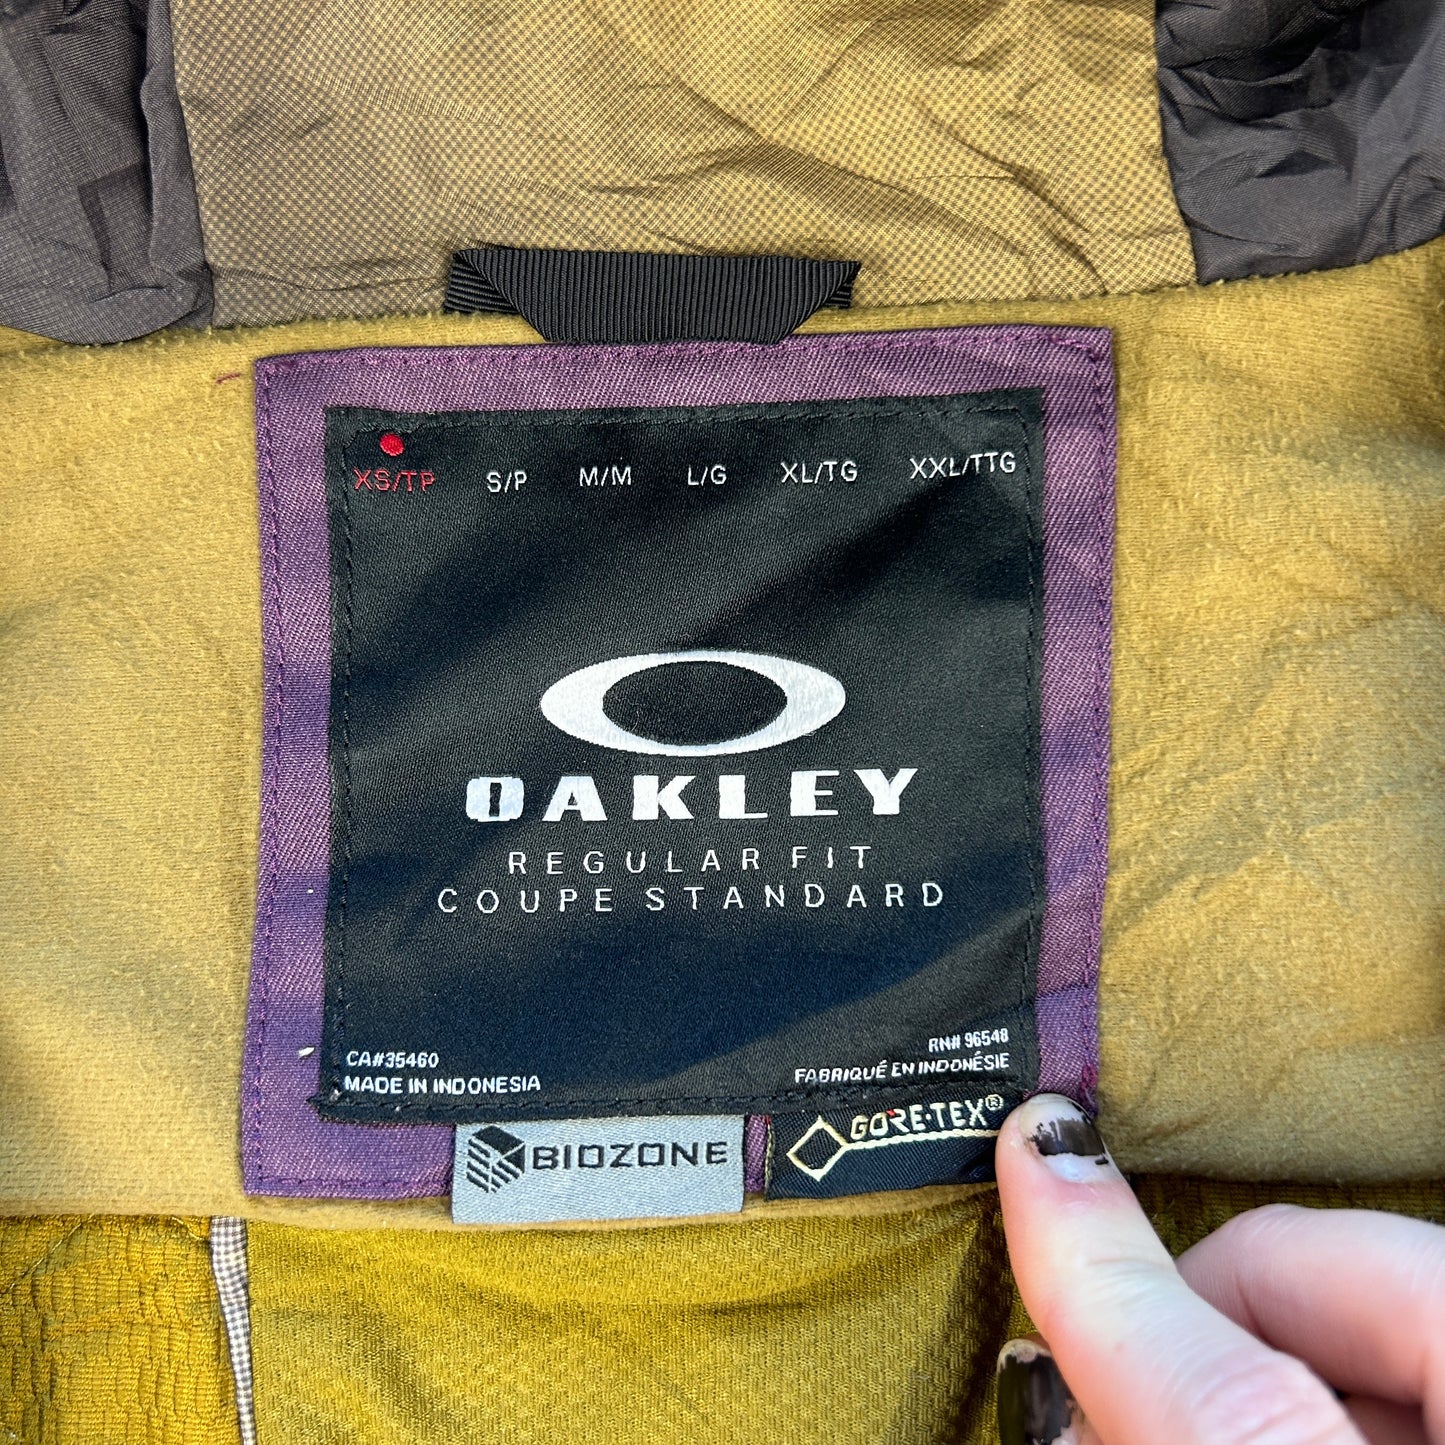 XS/TP S/P M/M L/G XL/TG XXL/TTG
OAKLEY
REGULAR FIT
COUPE STANDARD
CA#35460
MADE IN INDONESIA
RN# 96548
FABRIQUÉ EN INDONÉSIE
BIOZONE
GORE-TEX®